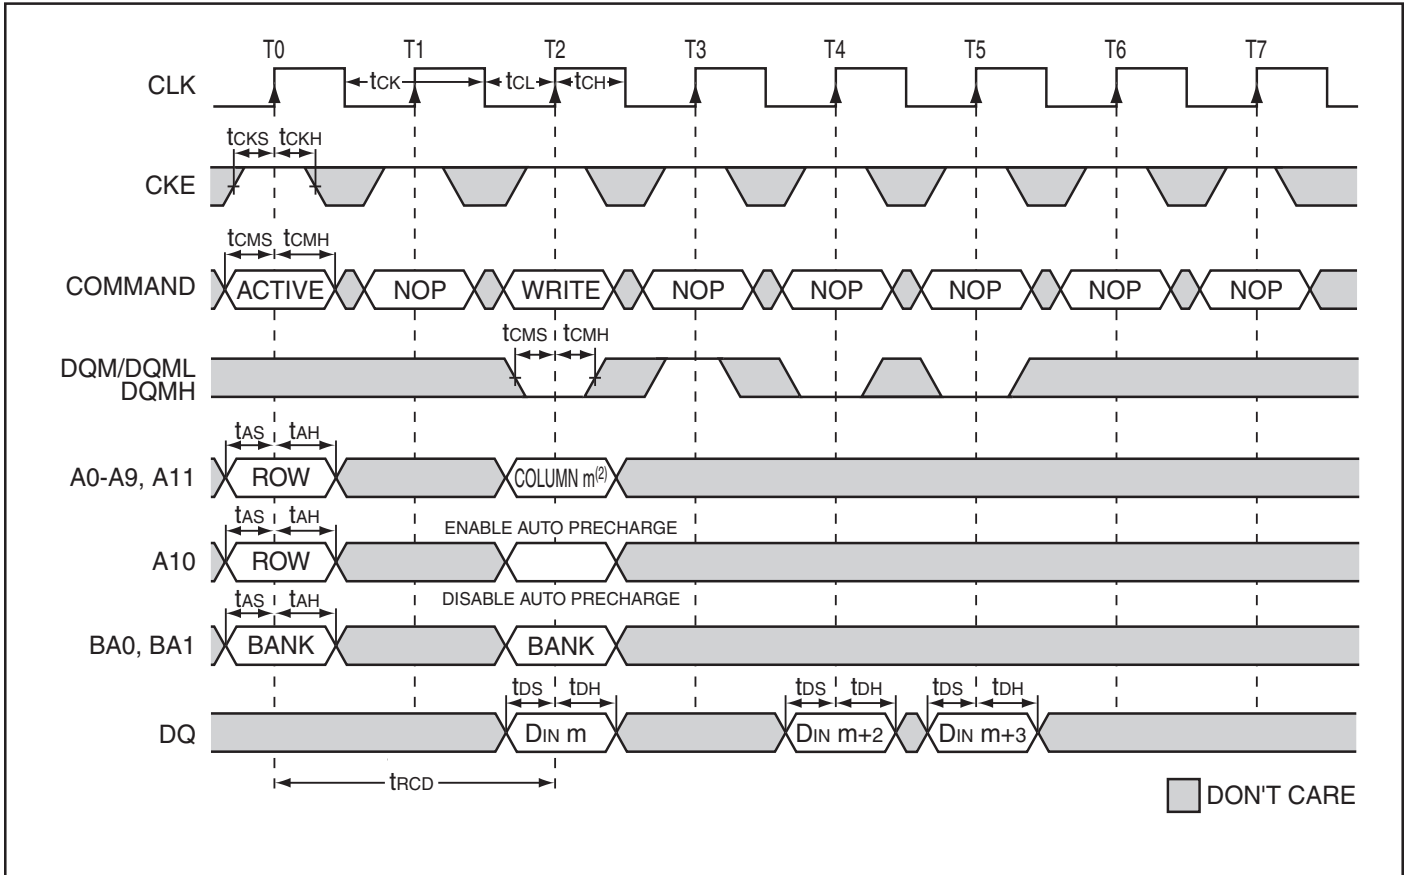 T0 T1 T2 T3 T4 T5 T6 T7
CLK tCK tCL tCH
tCKS tCKH
CKE
tCMS tCMH
COMMAND ACTIVE NOP WRITE NOP NOP NOP NOP NOP
tCMS tCMH
DQM/DQML
DQMH
tAS tAH
A0-A9, A11 ROW COLUMN m(2)
tAS tAH ENABLE AUTO PRECHARGE
A10 ROW
tAS tAH DISABLE AUTO PRECHARGE
BA0, BA1 BANK BANK
tDS tDH tDS tDH tDS tDH
DQ DIN m DIN m+2 DIN m+3
tRCD
DON'T CARE